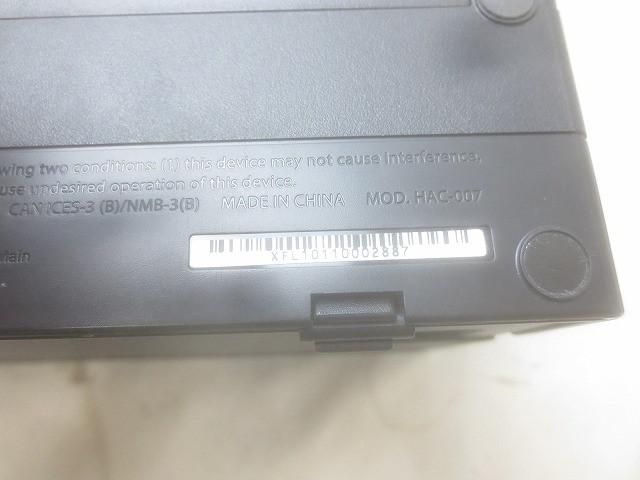 wing two conditions: (1) this device may not cause interference,
use undesired operation of this device.
CAN ICES-3 (B)/NMB-3(B) MADE IN CHINA MOD. HAC-007
XFL10110002887